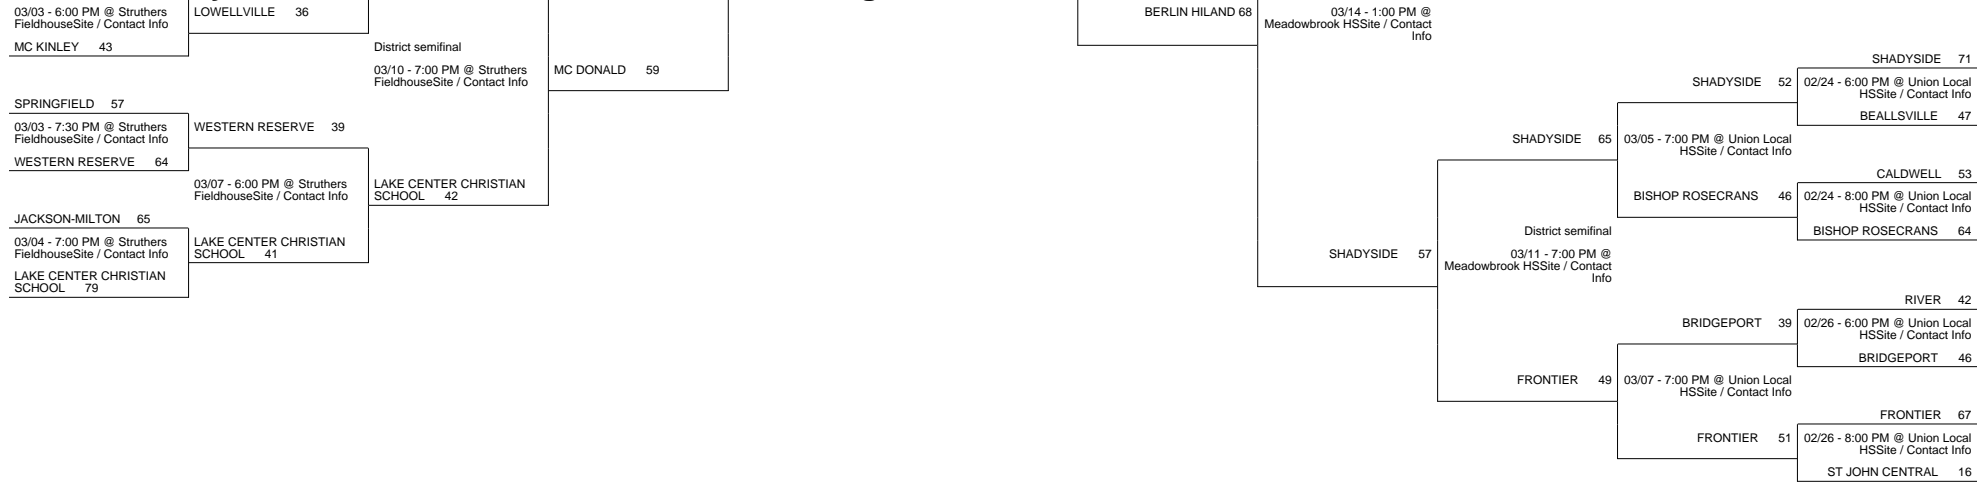 03/03 - 6:00 PM @ Struthers
FieldhouseSite / Contact Info
MC KINLEY 43
SPRINGFIELD 57
03/03 - 7:30 PM @ Struthers
FieldhouseSite / Contact Info
WESTERN RESERVE 64
JACKSON-MILTON 65
03/04 - 7:00 PM @ Struthers
FieldhouseSite / Contact Info
LAKE CENTER CHRISTIAN
SCHOOL 79
LOWELLVILLE 36
WESTERN RESERVE 39
03/07 - 6:00 PM @ Struthers
FieldhouseSite / Contact Info
LAKE CENTER CHRISTIAN
SCHOOL 41
District semifinal
03/10 - 7:00 PM @ Struthers
FieldhouseSite / Contact Info
LAKE CENTER CHRISTIAN
SCHOOL 42
MC DONALD 59
BERLIN HILAND 68
03/14 - 1:00 PM @
Meadowbrook HSSite / Contact
Info
SHADYSIDE 57
SHADYSIDE 65
District semifinal
03/11 - 7:00 PM @
Meadowbrook HSSite / Contact
Info
FRONTIER 49
SHADYSIDE 52
03/05 - 7:00 PM @ Union Local
HSSite / Contact Info
BISHOP ROSECRANS 46
BRIDGEPORT 39
03/07 - 7:00 PM @ Union Local
HSSite / Contact Info
FRONTIER 51
SHADYSIDE 71
02/24 - 6:00 PM @ Union Local
HSSite / Contact Info
BEALLSVILLE 47
CALDWELL 53
02/24 - 8:00 PM @ Union Local
HSSite / Contact Info
BISHOP ROSECRANS 64
RIVER 42
02/26 - 6:00 PM @ Union Local
HSSite / Contact Info
BRIDGEPORT 46
FRONTIER 67
02/26 - 8:00 PM @ Union Local
HSSite / Contact Info
ST JOHN CENTRAL 16